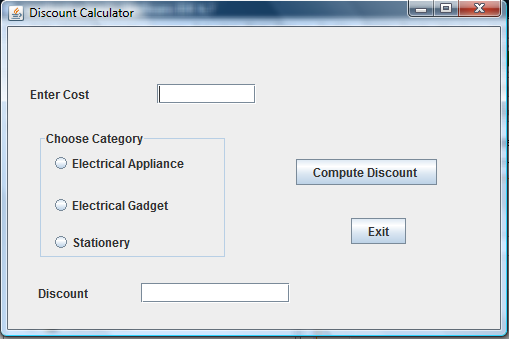 Discount Calculator
Enter Cost
Choose Category
Electrical Appliance
Electrical Gadget
Stationery
Compute Discount
Exit
Discount